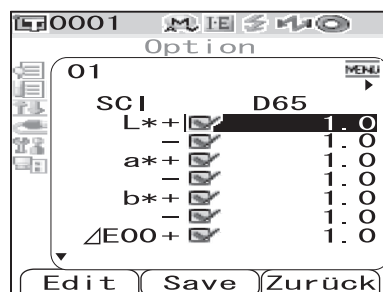 0001 M I·E
Option
01 MENU
SCI D65
L*+ 1.0
− 1.0
a*+ 1.0
− 1.0
b*+ 1.0
− 1.0
⊿E00+ 1.0
Edit Save Zurück